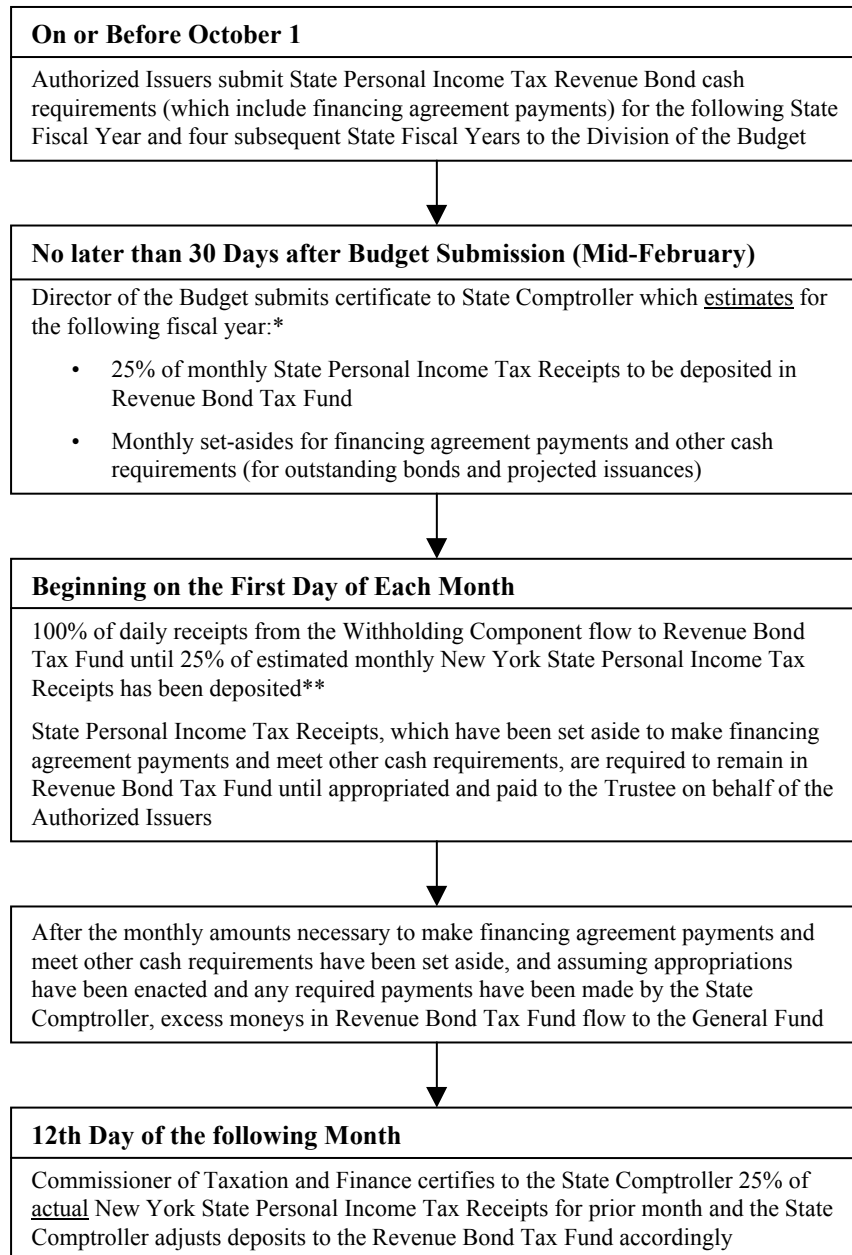 On or Before October 1
Authorized Issuers submit State Personal Income Tax Revenue Bond cash
requirements (which include financing agreement payments) for the following State
Fiscal Year and four subsequent State Fiscal Years to the Division of the Budget
No later than 30 Days after Budget Submission (Mid-February)
Director of the Budget submits certificate to State Comptroller which estimates for
the following fiscal year:*
• 25% of monthly State Personal Income Tax Receipts to be deposited in
Revenue Bond Tax Fund
• Monthly set-asides for financing agreement payments and other cash
requirements (for outstanding bonds and projected issuances)
Beginning on the First Day of Each Month
100% of daily receipts from the Withholding Component flow to Revenue Bond
Tax Fund until 25% of estimated monthly New York State Personal Income Tax
Receipts has been deposited**
State Personal Income Tax Receipts, which have been set aside to make financing
agreement payments and meet other cash requirements, are required to remain in
Revenue Bond Tax Fund until appropriated and paid to the Trustee on behalf of the
Authorized Issuers
After the monthly amounts necessary to make financing agreement payments and
meet other cash requirements have been set aside, and assuming appropriations
have been enacted and any required payments have been made by the State
Comptroller, excess moneys in Revenue Bond Tax Fund flow to the General Fund
12th Day of the following Month
Commissioner of Taxation and Finance certifies to the State Comptroller 25% of
actual New York State Personal Income Tax Receipts for prior month and the State
Comptroller adjusts deposits to the Revenue Bond Tax Fund accordingly